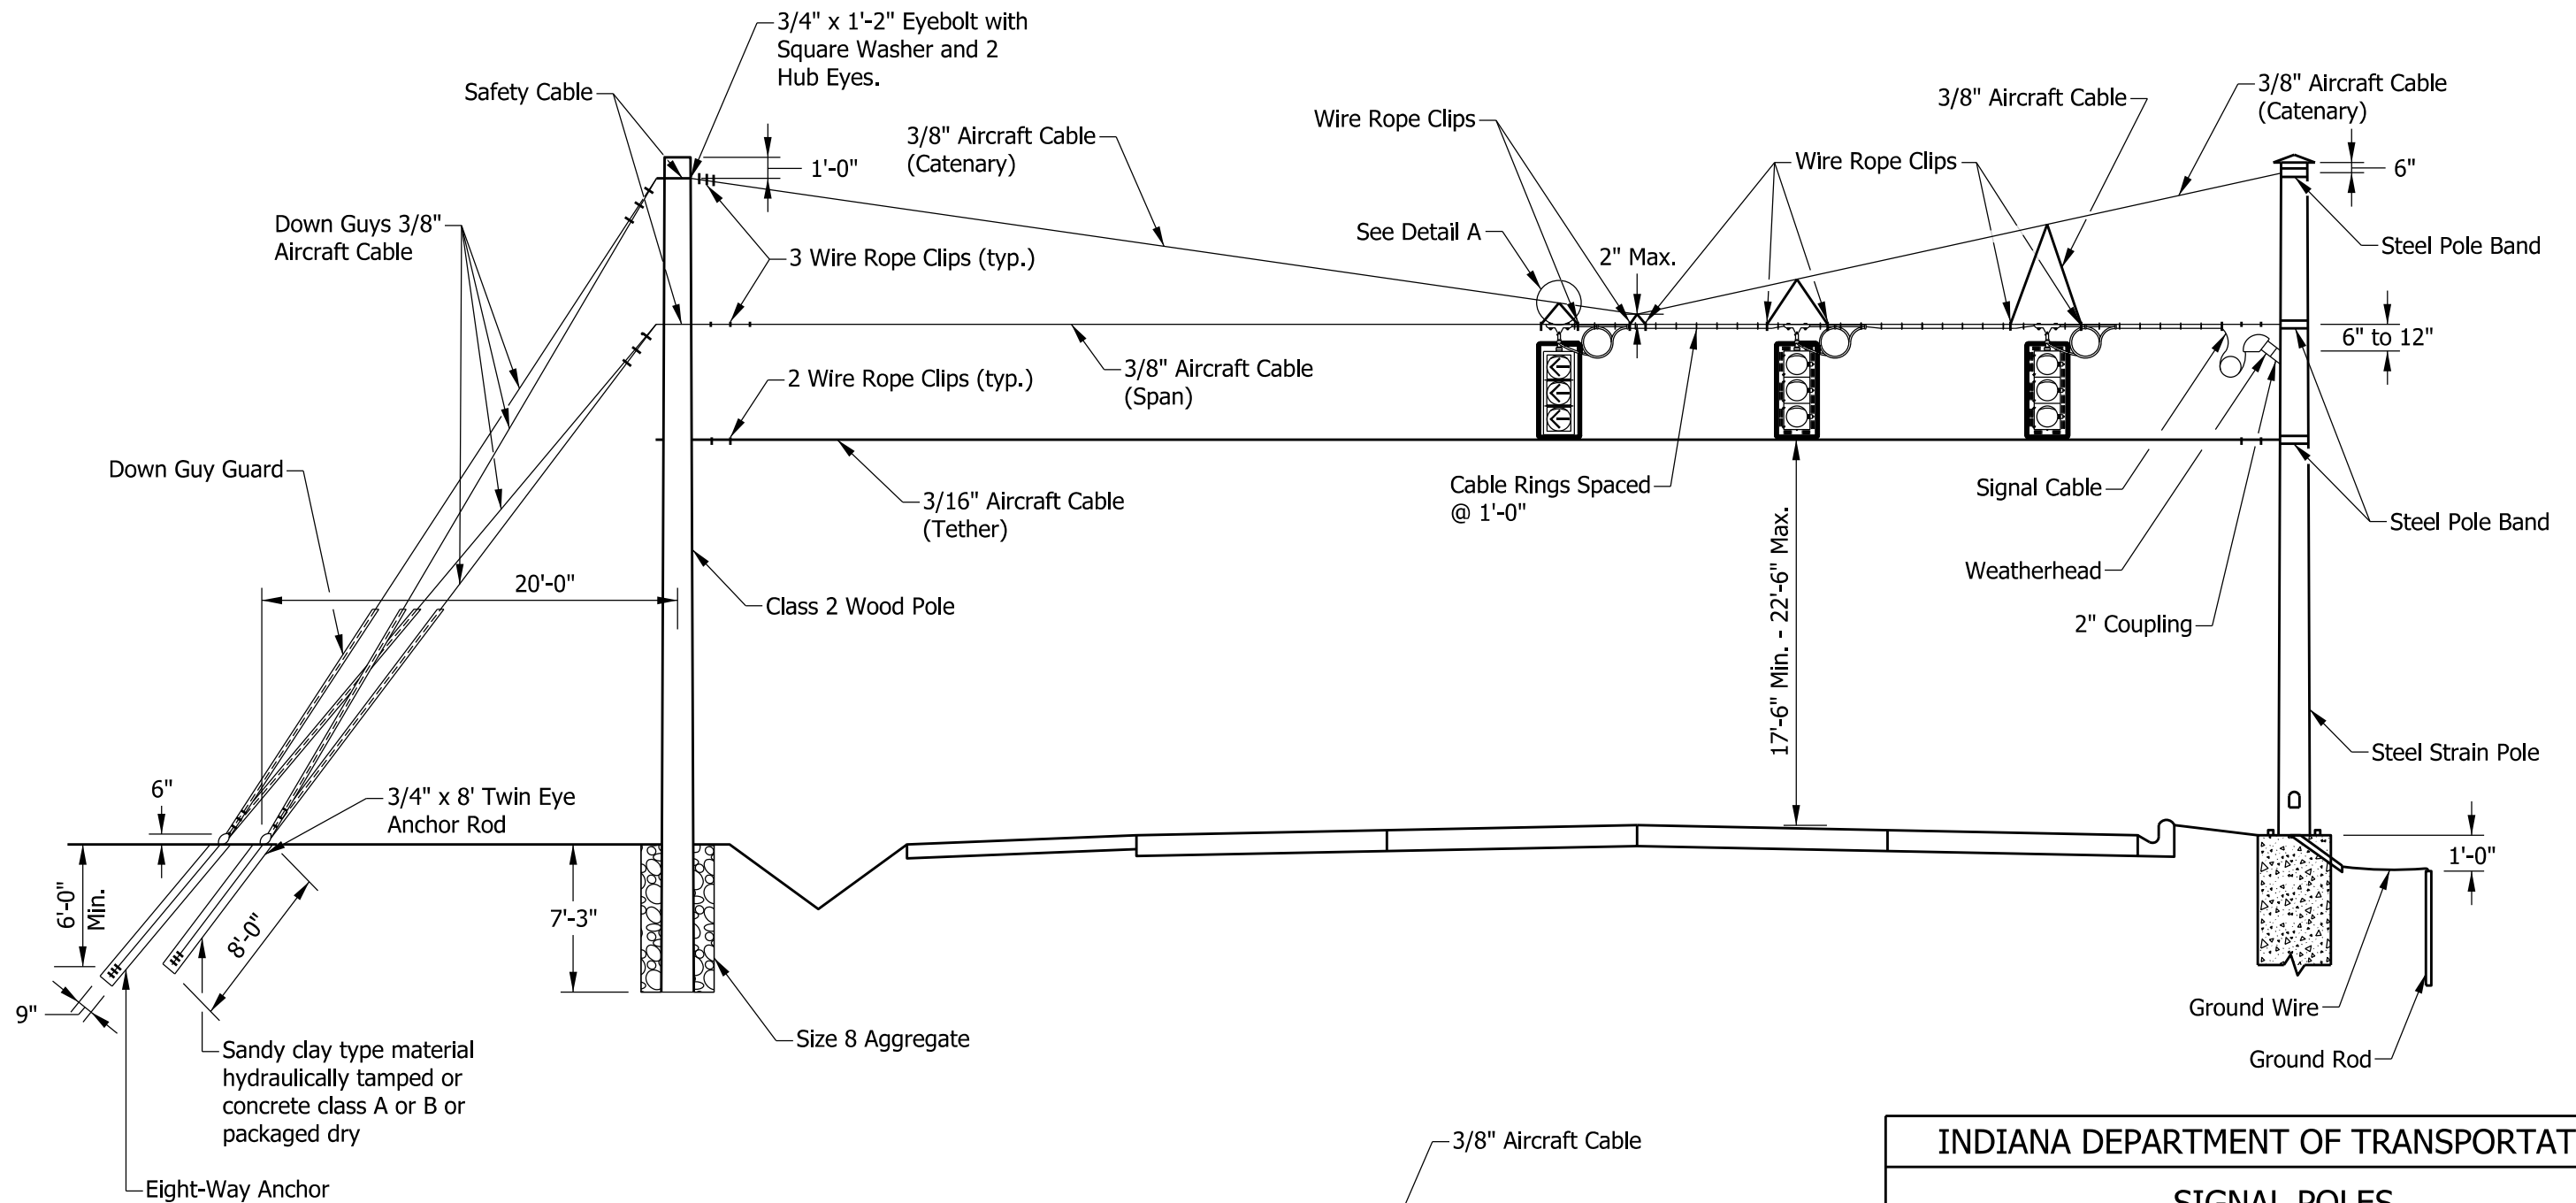 3/4" x 1'-2" Eyebolt with
Square Washer and 2
Hub Eyes.
Safety Cable
3/8" Aircraft Cable
(Catenary)
1'-0"
Wire Rope Clips
3/8" Aircraft Cable
3/8" Aircraft Cable
(Catenary)
Wire Rope Clips
6"
Down Guys 3/8"
Aircraft Cable
See Detail A
2" Max.
Steel Pole Band
3 Wire Rope Clips (typ.)
6" to 12"
2 Wire Rope Clips (typ.)
3/8" Aircraft Cable
(Span)
Down Guy Guard
3/16" Aircraft Cable
(Tether)
Cable Rings Spaced
@ 1'-0"
Signal Cable
Steel Pole Band
Weatherhead
2" Coupling
20'-0"
Class 2 Wood Pole
17'-6" Min. - 22'-6" Max.
Steel Strain Pole
6"
3/4" x 8' Twin Eye
Anchor Rod
6'-0"
Min.
8'-0"
7'-3"
1'-0"
9"
Size 8 Aggregate
Ground Wire
Ground Rod
Sandy clay type material
hydraulically tamped or
concrete class A or B or
packaged dry
Eight-Way Anchor
3/8" Aircraft Cable
INDIANA DEPARTMENT OF TRANSPORTAT
SIGNAL POLES